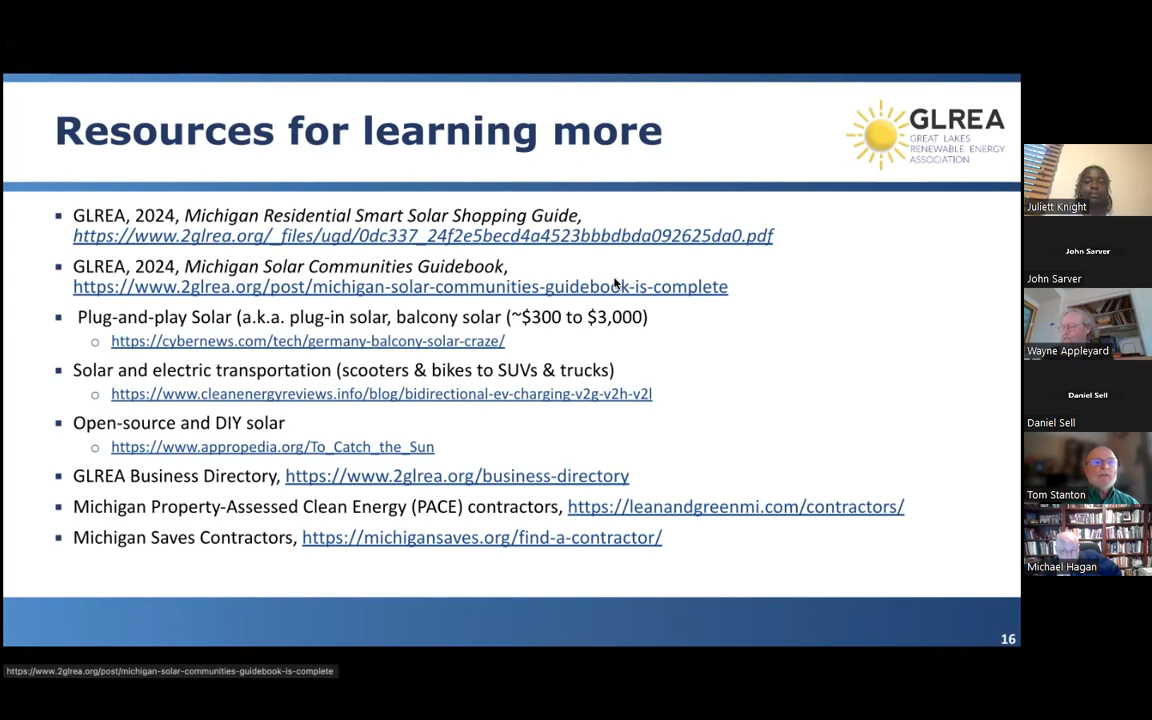 Resources for learning more
GLREA
GREAT LAKES
RENEWABLE ENERGY
ASSOCIATION
▪ GLREA, 2024, Michigan Residential Smart Solar Shopping Guide,
https://www.2glrea.org/_files/ugd/0dc337_24f2e5becd4a4523bbbdbda092625da0.pdf
▪ GLREA, 2024, Michigan Solar Communities Guidebook,
https://www.2glrea.org/post/michigan-solar-communities-guidebook-is-complete
▪ Plug-and-play Solar (a.k.a. plug-in solar, balcony solar (~$300 to $3,000)
○ https://cybernews.com/tech/germany-balcony-solar-craze/
▪ Solar and electric transportation (scooters & bikes to SUVs & trucks)
○ https://www.cleanenergyreviews.info/blog/bidirectional-ev-charging-v2g-v2h-v2l
▪ Open-source and DIY solar
○ https://www.appropedia.org/To_Catch_the_Sun
▪ GLREA Business Directory, https://www.2glrea.org/business-directory
▪ Michigan Property-Assessed Clean Energy (PACE) contractors, https://leanandgreenmi.com/contractors/
▪ Michigan Saves Contractors, https://michigansaves.org/find-a-contractor/
16
https://www.2glrea.org/post/michigan-solar-communities-guidebook-is-complete
Juliett Knight
John Sarver
John Sarver
Wayne Appleyard
Daniel Sell
Daniel Sell
Tom Stanton
Michael Hagan